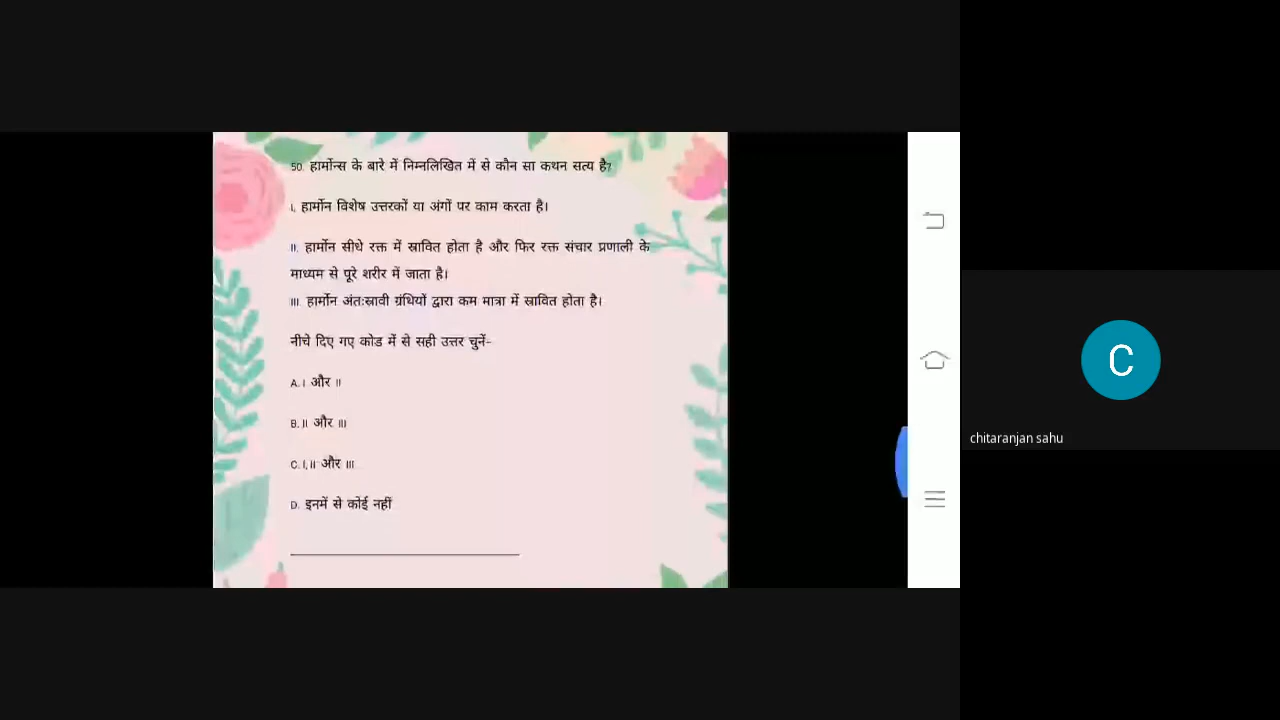 50. हार्मोन्स के बारे में निम्नलिखित में से कौन सा कथन सत्य है?
I. हार्मोन विशेष उत्तरकों या अंगों पर काम करता है।
II. हार्मोन सीधे रक्त में स्रावित होता है और फिर रक्त संचार प्रणाली के
माध्यम से पूरे शरीर में जाता है।
III. हार्मोन अंतःस्रावी ग्रंथियों द्वारा कम मात्रा में स्रावित होता है।
नीचे दिए गए कोड में से सही उत्तर चुनें-
A. I और II
B. II और III
C. I, II और III
D. इनमें से कोई नहीं
C
chitaranjan sahu